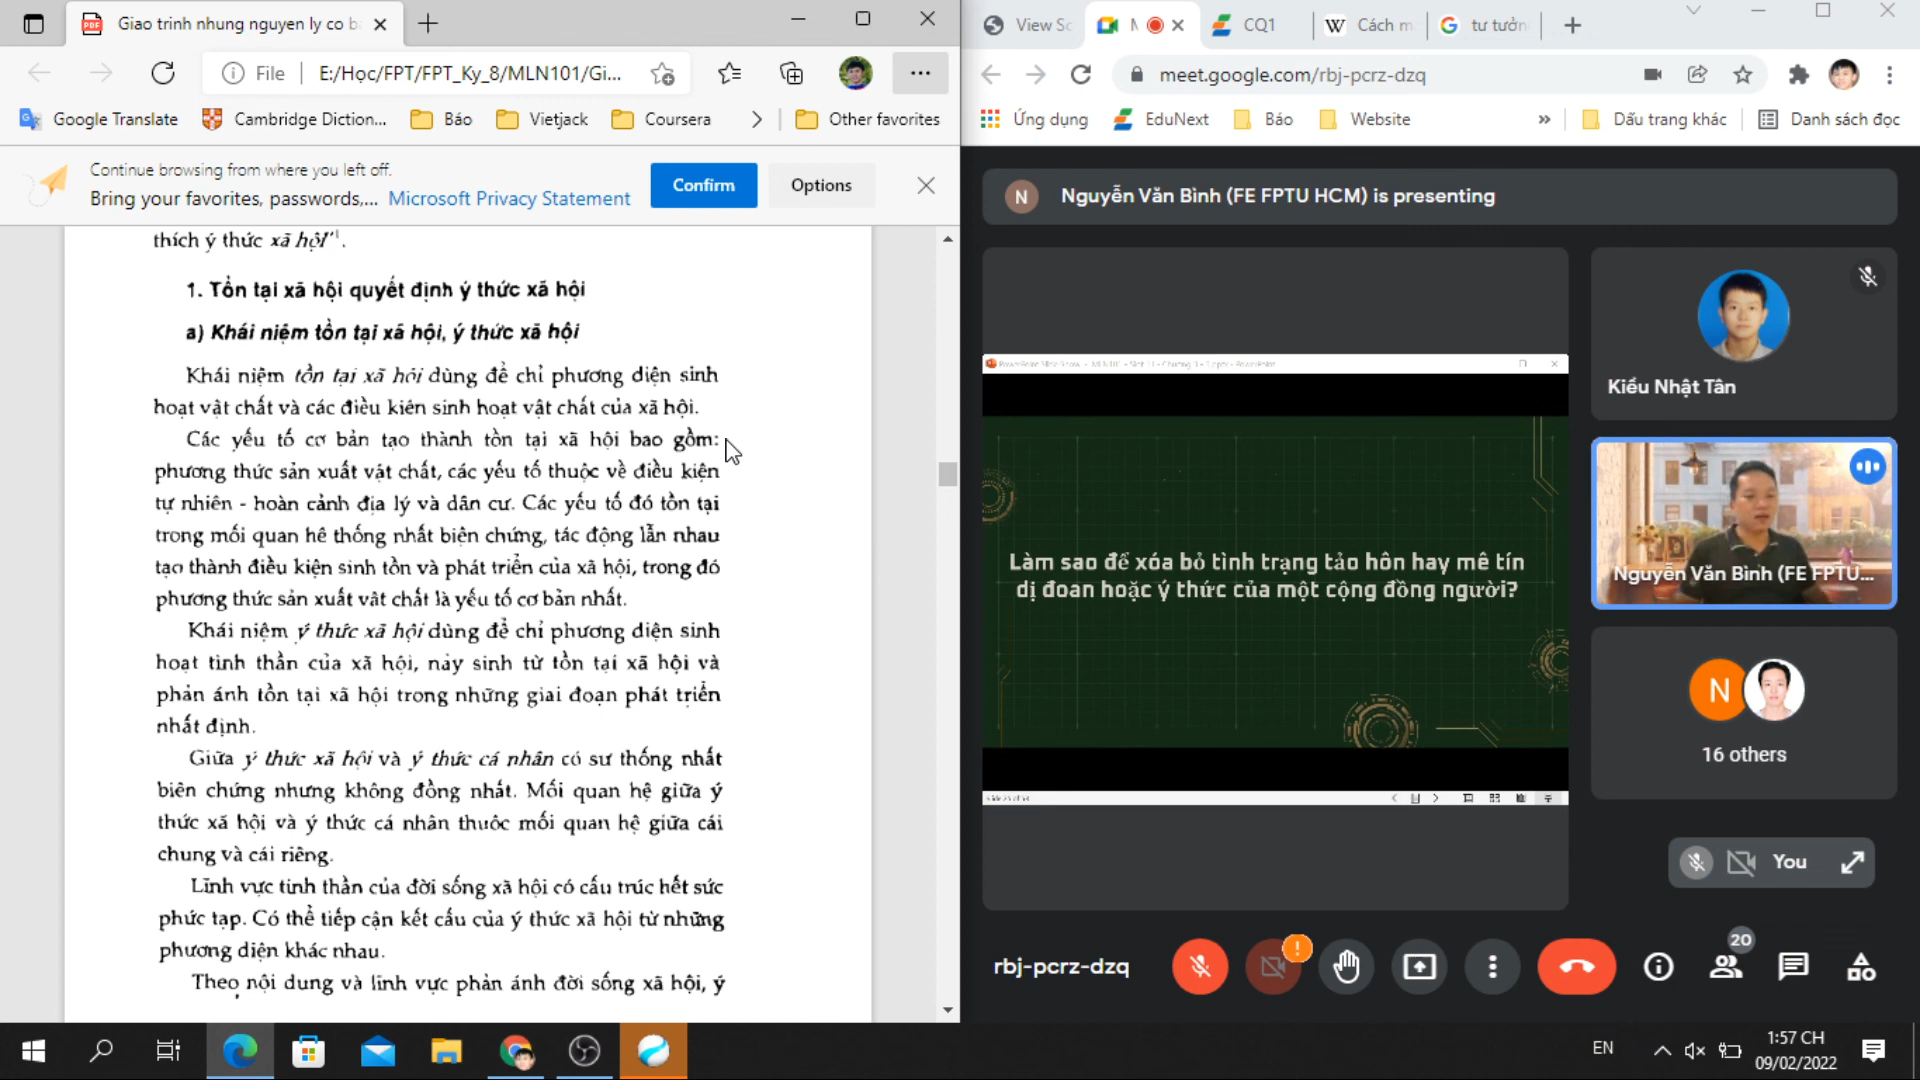 Giao trinh nhung nguyen ly co b
File
E:/Học/FPT/FPT_Ky_8/MLN101/Gi...
Google Translate
Cambridge Diction...
Báo
Vietjack
Coursera
Other favorites
Continue browsing from where you left off.
Bring your favorites, passwords,... Microsoft Privacy Statement
Confirm
Options
thích ý thức xã hội"1.
1. Tồn tại xã hội quyết định ý thức xã hội
a) Khái niệm tồn tại xã hội, ý thức xã hội
Khái niệm tồn tại xã hội dùng để chỉ phương diện sinh
hoạt vật chất và các điều kiện sinh hoạt vật chất của xã hội.
Các yếu tố cơ bản tạo thành tồn tại xã hội bao gồm:
phương thức sản xuất vật chất, các yếu tố thuộc về điều kiện
tự nhiên - hoàn cảnh địa lý và dân cư. Các yếu tố đó tồn tại
trong mối quan hệ thống nhất biện chứng, tác động lẫn nhau
tạo thành điều kiện sinh tồn và phát triển của xã hội, trong đó
phương thức sản xuất vật chất là yếu tố cơ bản nhất.
Khái niệm ý thức xã hội dùng để chỉ phương diện sinh
hoạt tinh thần của xã hội, nảy sinh từ tồn tại xã hội và
phản ánh tồn tại xã hội trong những giai đoạn phát triển
nhất định.
Giữa ý thức xã hội và ý thức cá nhân có sự thống nhất
biện chứng nhưng không đồng nhất. Mối quan hệ giữa ý
thức xã hội và ý thức cá nhân thuộc mối quan hệ giữa cái
chung và cái riêng.
Lĩnh vực tinh thần của đời sống xã hội có cấu trúc hết sức
phức tạp. Có thể tiếp cận kết cấu của ý thức xã hội từ những
phương diện khác nhau.
Theo nội dung và lĩnh vực phản ánh đời sống xã hội, ý
View Sc
M
CQ1
Cách m
tư tưởn
meet.google.com/rbj-pcrz-dzq
Ứng dụng
EduNext
Báo
Website
Dấu trang khác
Danh sách đọc
N
Nguyễn Văn Bình (FE FPTU HCM) is presenting
PowerPoint Slide Show
Làm sao để xóa bỏ tình trạng tảo hôn hay mê tín
dị đoan hoặc ý thức của một cộng đồng người?
Kiều Nhật Tân
Nguyễn Văn Bình (FE FPTU...
N
16 others
You
rbj-pcrz-dzq
20
EN
1:57 CH
09/02/2022